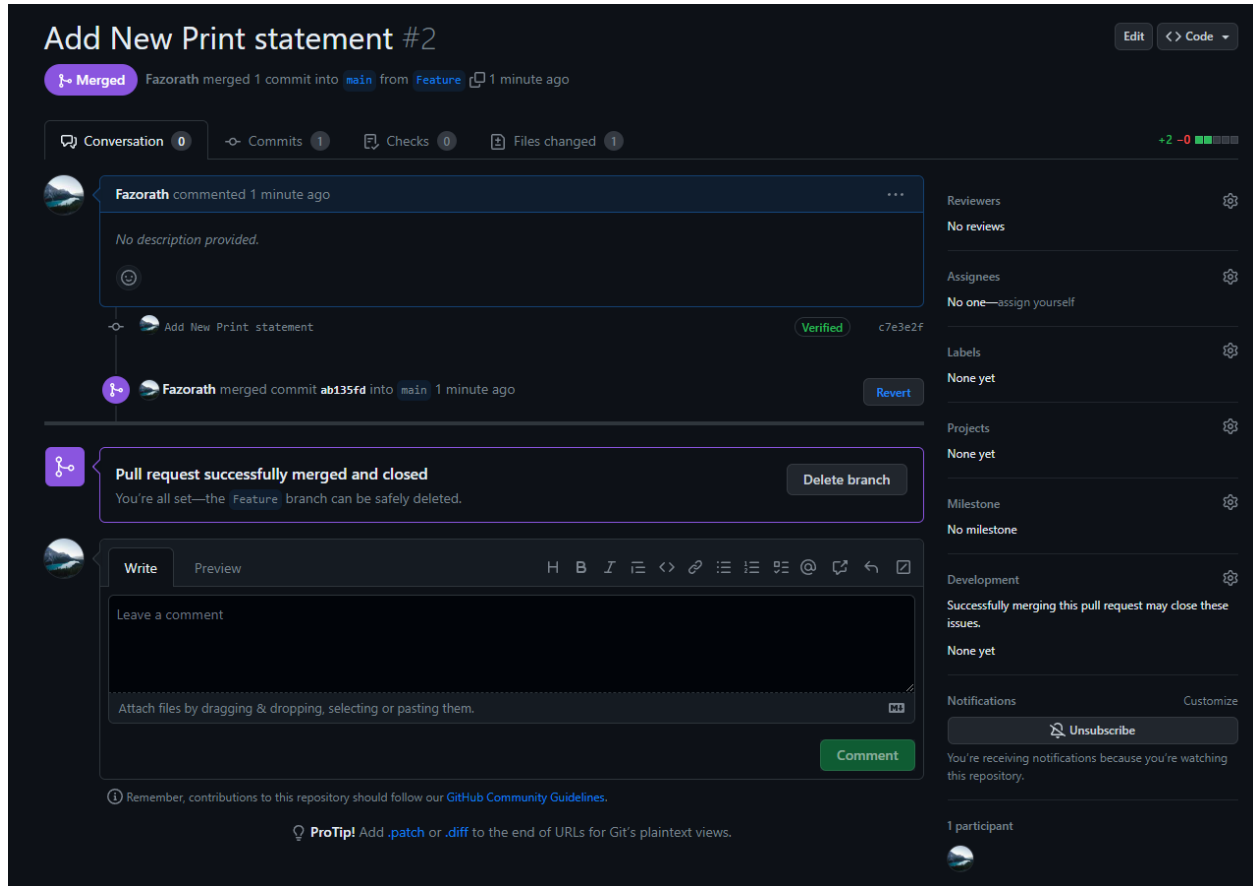 Add New Print statement #2
Edit
<> Code
Merged
Fazorath merged 1 commit into main from Feature 1 minute ago
Conversation 0
Commits 1
Checks 0
Files changed 1
+2 −0
Fazorath commented 1 minute ago
...
No description provided.
Add New Print statement
Verified
c7e3e2f
Fazorath merged commit ab135fd into main 1 minute ago
Revert
Pull request successfully merged and closed
You're all set—the Feature branch can be safely deleted.
Delete branch
Write
Preview
H B I <> @
Leave a comment
Attach files by dragging & dropping, selecting or pasting them.
Comment
Remember, contributions to this repository should follow our GitHub Community Guidelines.
ProTip! Add .patch or .diff to the end of URLs for Git's plaintext views.
Reviewers
No reviews
Assignees
No one—assign yourself
Labels
None yet
Projects
None yet
Milestone
No milestone
Development
Successfully merging this pull request may close these
issues.
None yet
Notifications
Customize
Unsubscribe
You're receiving notifications because you're watching
this repository.
1 participant